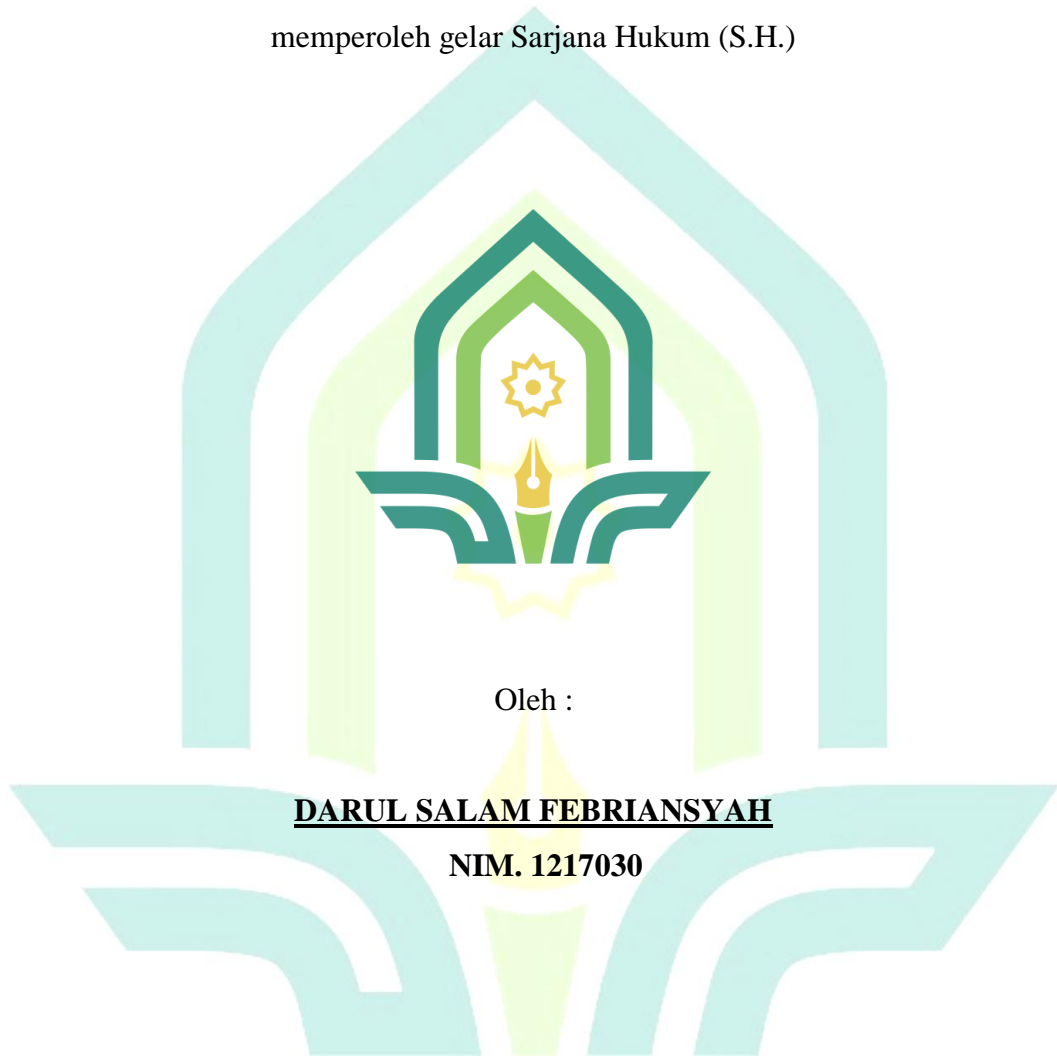 memperoleh gelar Sarjana Hukum (S.H.)
Oleh :
DARUL SALAM FEBRIANSYAH
NIM. 1217030